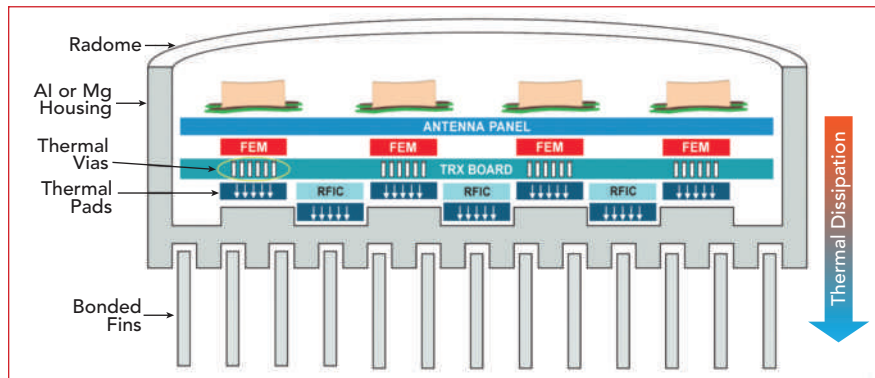 Radome
Al or Mg
Housing
ANTENNA PANEL
FEM FEM FEM FEM
Thermal
Vias
TRX BOARD
Thermal
Pads
RFIC RFIC RFIC
Bonded
Fins
Thermal Dissipation